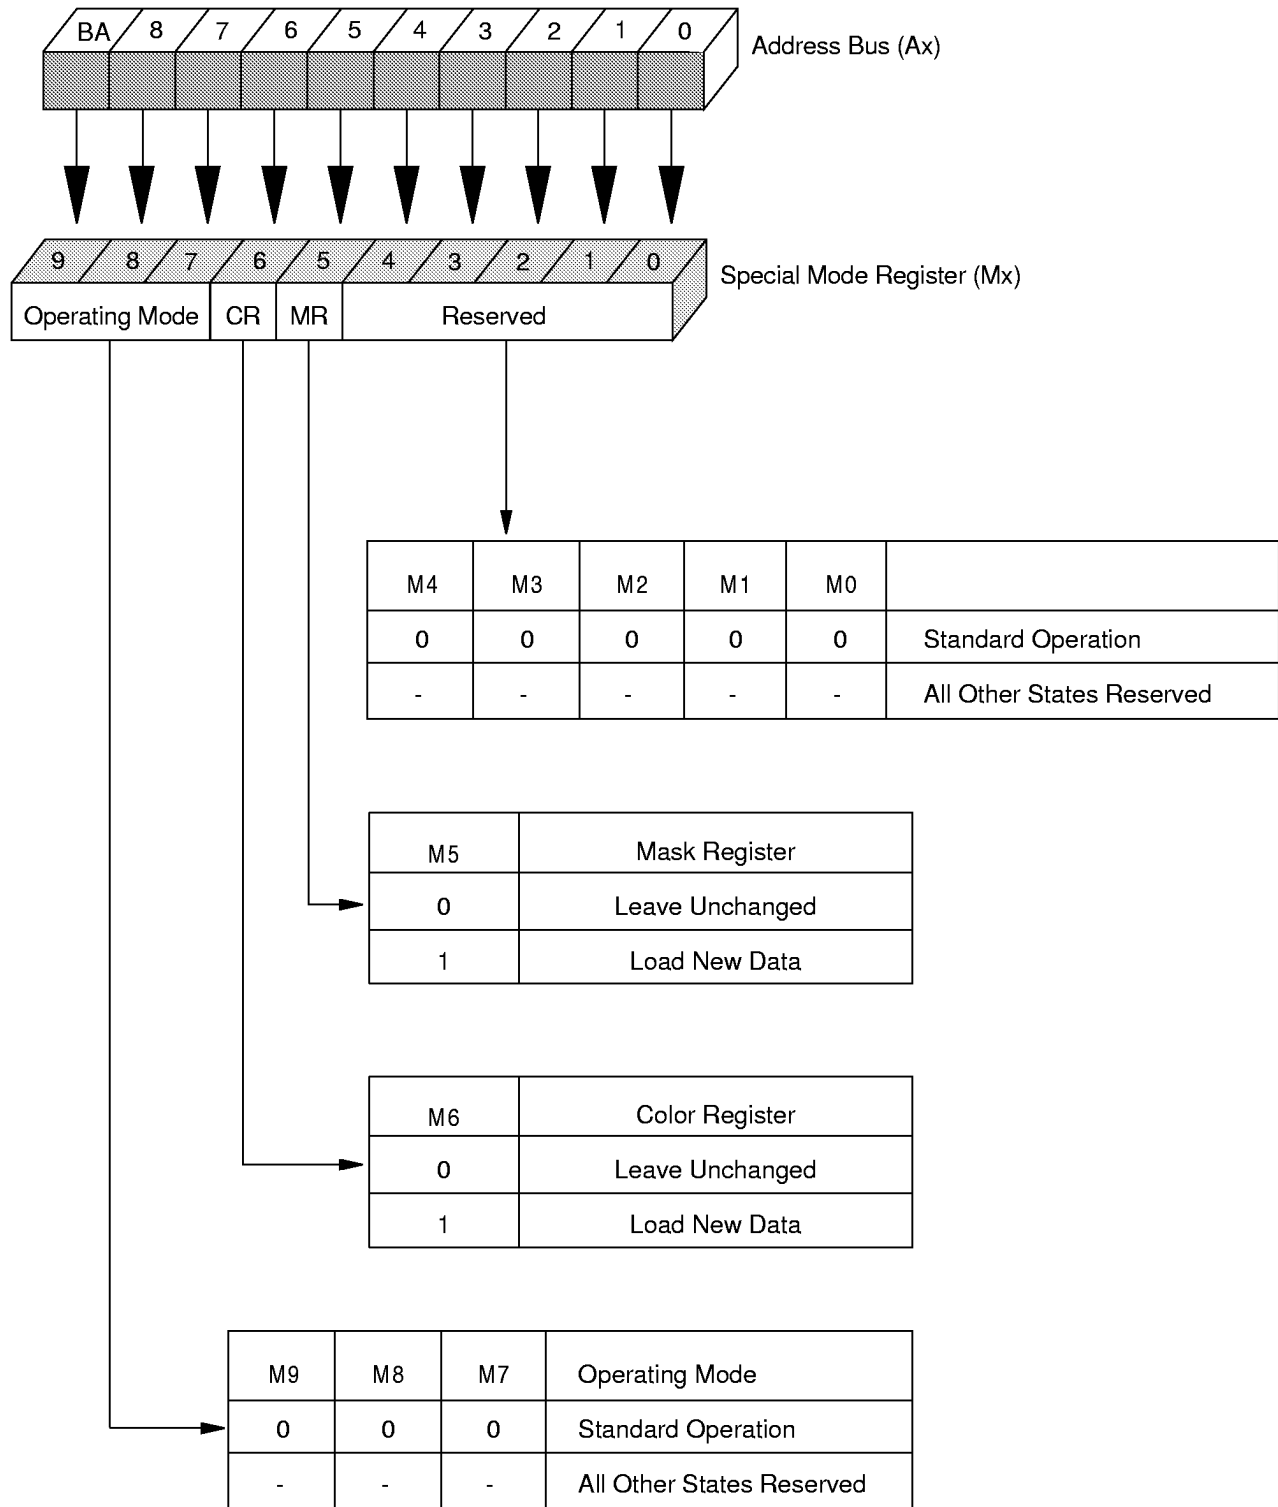 BA 8 7 6 5 4 3 2 1 0
Address Bus (Ax)
9 8 7 6 5 4 3 2 1 0
Special Mode Register (Mx)
Operating Mode CR MR Reserved
M4 M3 M2 M1 M0
0 0 0 0 0 Standard Operation
- - - - - All Other States Reserved
M5 Mask Register
0 Leave Unchanged
1 Load New Data
M6 Color Register
0 Leave Unchanged
1 Load New Data
M9 M8 M7 Operating Mode
0 0 0 Standard Operation
- - - All Other States Reserved